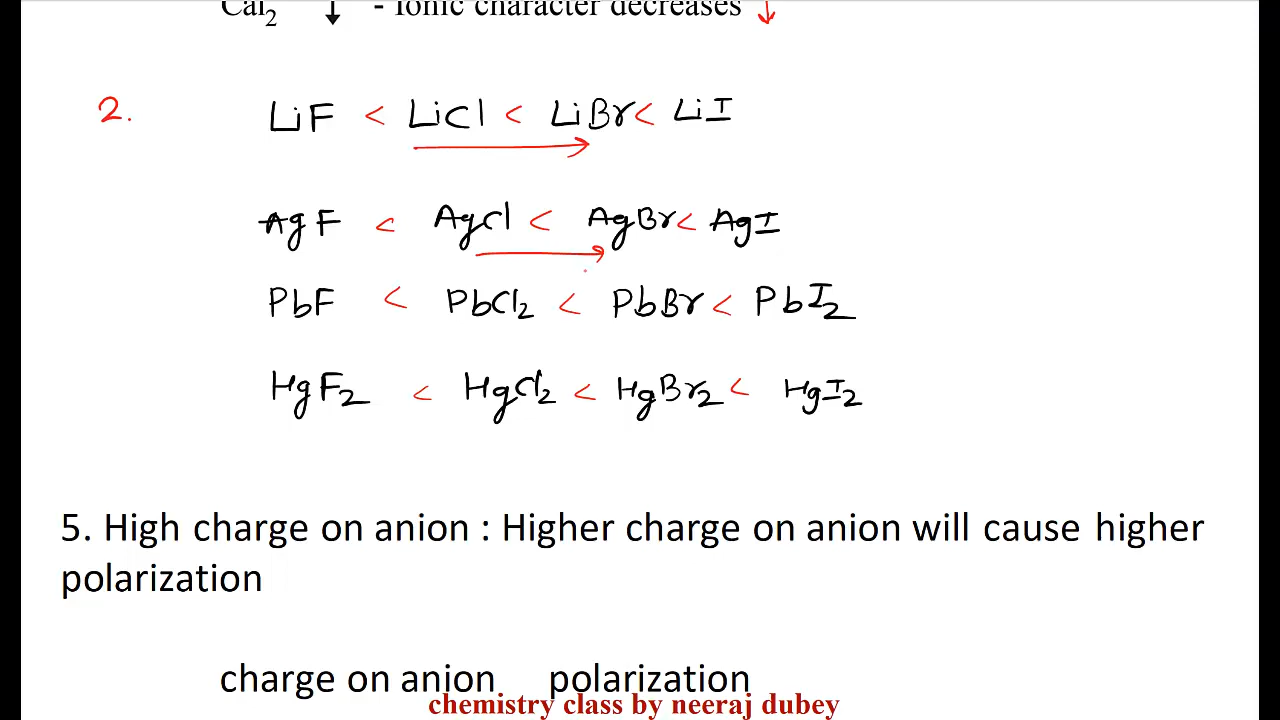 CaI₂ ↓ - Ionic character decreases ↓
2. LiF < LiCl < LiBr < LiI
AgF < AgCl < AgBr < AgI
PbF < PbCl₂ < PbBr < PbI₂
HgF₂ < HgCl₂ < HgBr₂ < HgI₂
5. High charge on anion : Higher charge on anion will cause higher
polarization
charge on anion polarization
chemistry class by neeraj dubey